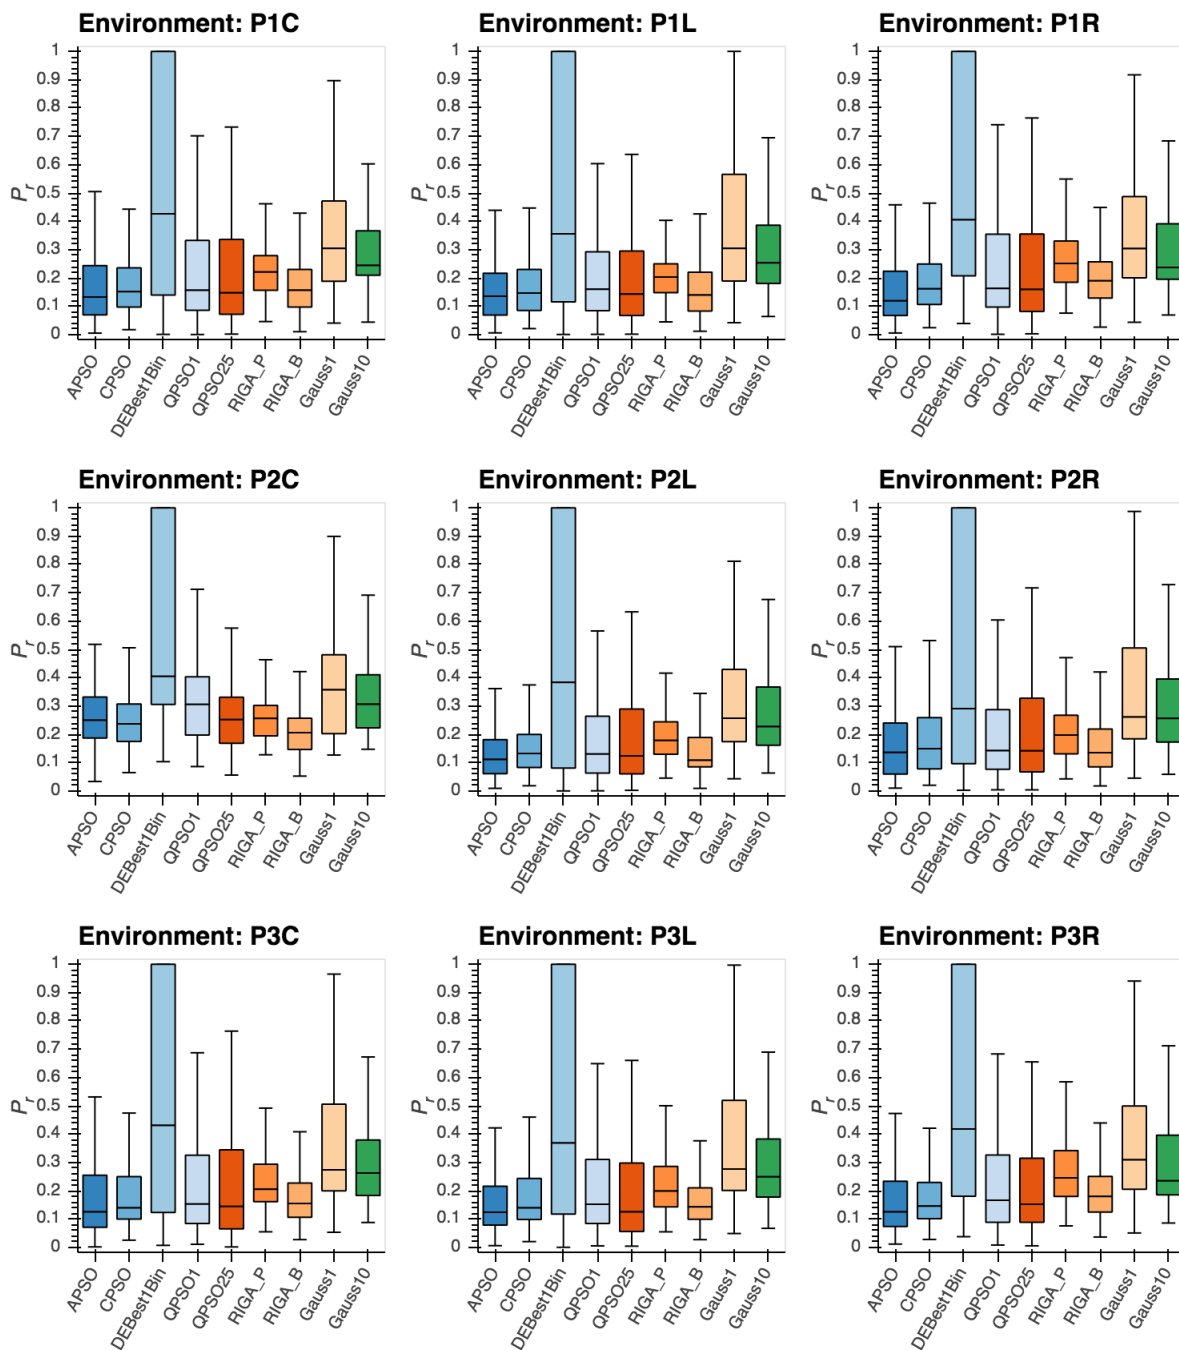 Environment: P1C
1
0.9
0.8
0.7
0.6
0.5
0.4
0.3
0.2
0.1
0
Pr
APSO
CPSO
DEBest1Bin
QPSO1
QPSO25
RIGA_P
RIGA_B
Gauss1
Gauss10
Environment: P1L
1
0.9
0.8
0.7
0.6
0.5
0.4
0.3
0.2
0.1
0
Pr
APSO
CPSO
DEBest1Bin
QPSO1
QPSO25
RIGA_P
RIGA_B
Gauss1
Gauss10
Environment: P1R
1
0.9
0.8
0.7
0.6
0.5
0.4
0.3
0.2
0.1
0
Pr
APSO
CPSO
DEBest1Bin
QPSO1
QPSO25
RIGA_P
RIGA_B
Gauss1
Gauss10
Environment: P2C
1
0.9
0.8
0.7
0.6
0.5
0.4
0.3
0.2
0.1
0
Pr
APSO
CPSO
DEBest1Bin
QPSO1
QPSO25
RIGA_P
RIGA_B
Gauss1
Gauss10
Environment: P2L
1
0.9
0.8
0.7
0.6
0.5
0.4
0.3
0.2
0.1
0
Pr
APSO
CPSO
DEBest1Bin
QPSO1
QPSO25
RIGA_P
RIGA_B
Gauss1
Gauss10
Environment: P2R
1
0.9
0.8
0.7
0.6
0.5
0.4
0.3
0.2
0.1
0
Pr
APSO
CPSO
DEBest1Bin
QPSO1
QPSO25
RIGA_P
RIGA_B
Gauss1
Gauss10
Environment: P3C
1
0.9
0.8
0.7
0.6
0.5
0.4
0.3
0.2
0.1
0
Pr
APSO
CPSO
DEBest1Bin
QPSO1
QPSO25
RIGA_P
RIGA_B
Gauss1
Gauss10
Environment: P3L
1
0.9
0.8
0.7
0.6
0.5
0.4
0.3
0.2
0.1
0
Pr
APSO
CPSO
DEBest1Bin
QPSO1
QPSO25
RIGA_P
RIGA_B
Gauss1
Gauss10
Environment: P3R
1
0.9
0.8
0.7
0.6
0.5
0.4
0.3
0.2
0.1
0
Pr
APSO
CPSO
DEBest1Bin
QPSO1
QPSO25
RIGA_P
RIGA_B
Gauss1
Gauss10